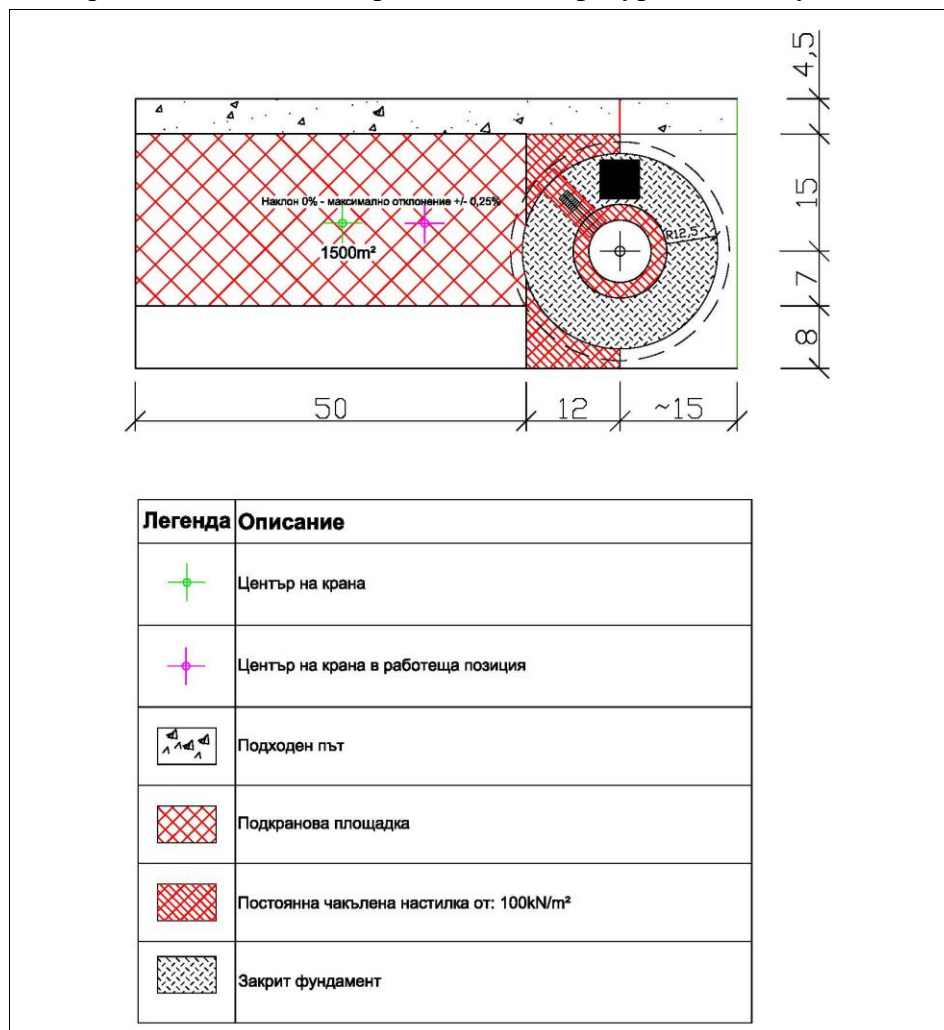 4,5
Наклон 0% - максимално отклонение +/- 0,25%
1500m²
R12,5
15
7
8
50
12
~15
Легенда Описание
Център на крана
Център на крана в работеща позиция
Подходен път
Подкранова площадка
Постоянна чакълена настилка от: 100kN/m²
Закрит фундамент